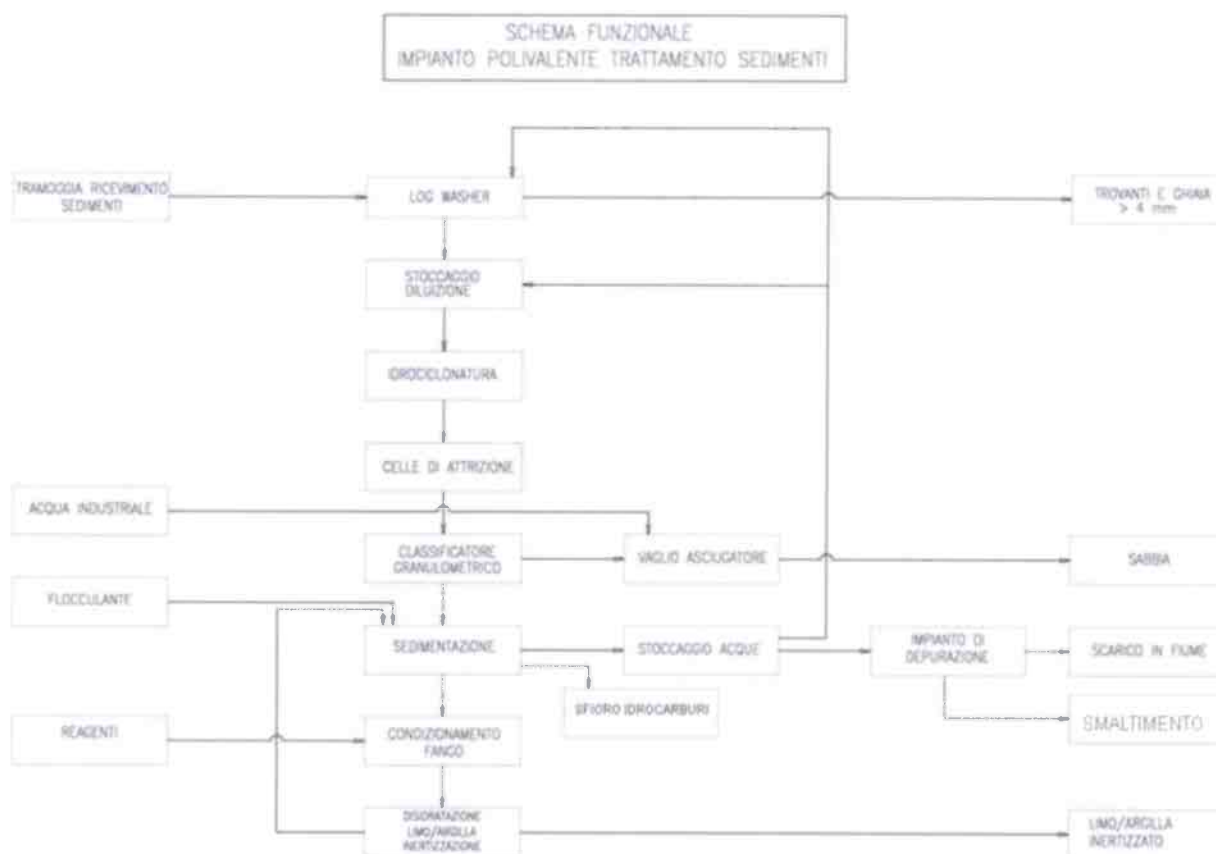 SCHEMA FUNZIONALE
IMPIANTO POLIVALENTE TRATTAMENTO SEDIMENTI
TRAMOGGIA RICEVIMENTO
SEDIMENTI
LOG WASHER
TROVANTI E GHIAIA
> 4 mm
STOCCAGGIO
DILUIZIONE
IDROCICLONATURA
CELLE DI ATTRIZIONE
ACQUA INDUSTRIALE
CLASSIFICATORE
GRANULOMETRICO
VAGLIO ASCIUGATORE
SABBIA
FLOCCULANTE
SEDIMENTAZIONE
STOCCAGGIO ACQUE
IMPIANTO DI
DEPURAZIONE
SCARICO IN FIUME
SFIORO IDROCARBURI
SMALTIMENTO
REAGENTI
CONDIZIONAMENTO
FANGO
DISIDRATAZIONE
LIMO/ARGILLA
INERTIZZAZIONE
LIMO/ARGILLA
INERTIZZATO